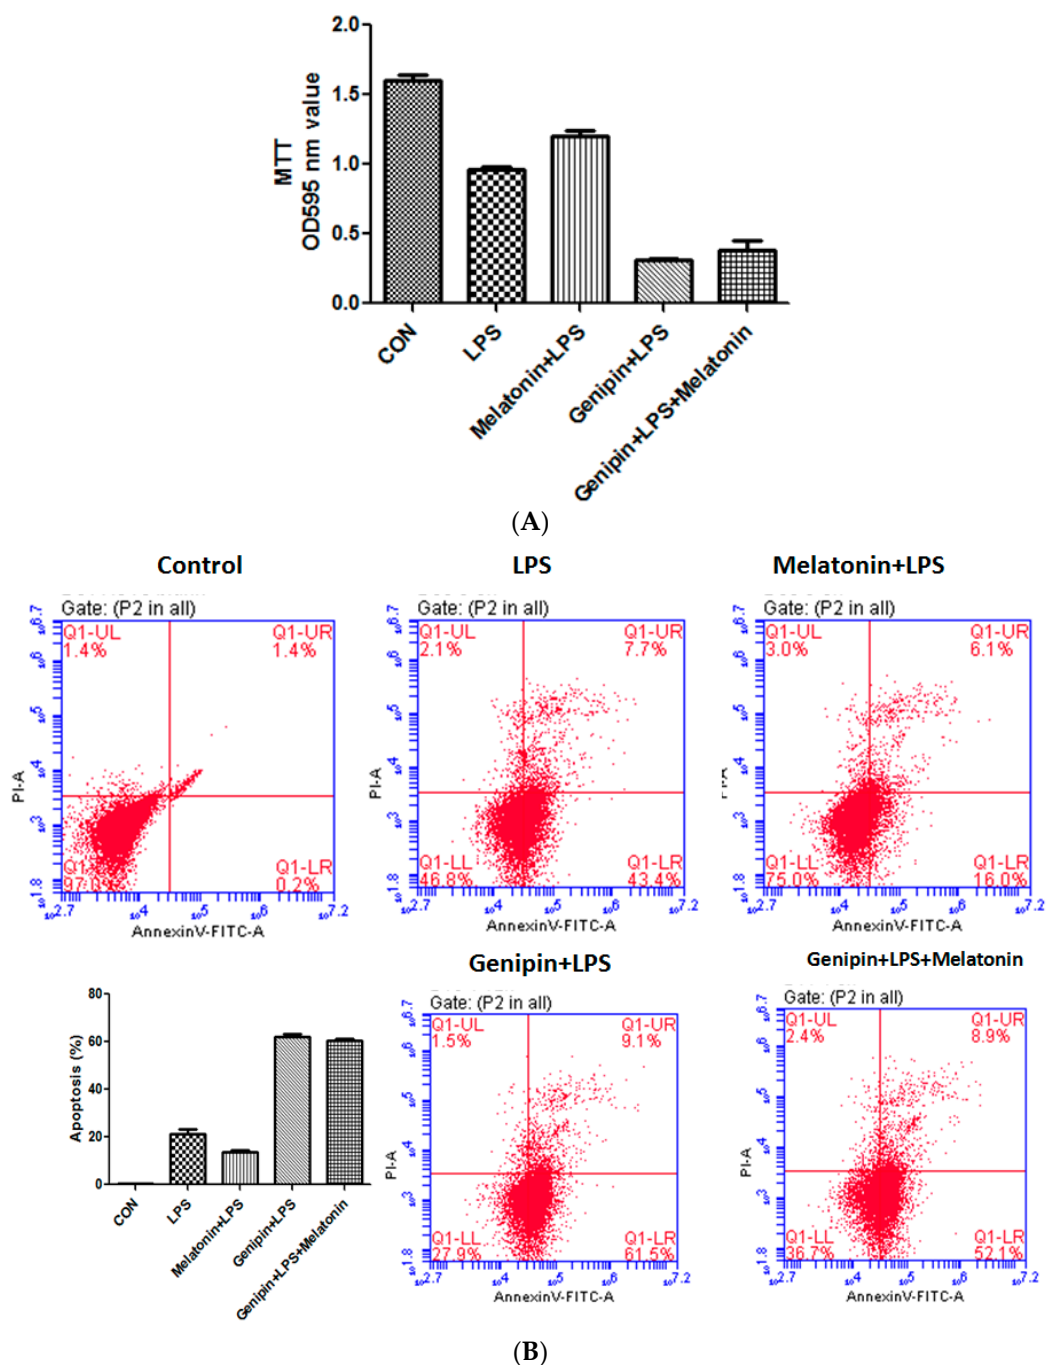 2.0
1.5
1.0
0.5
0.0
MTT
OD595 nm value
CON
LPS
Melatonin+LPS
Genipin+LPS
Genipin+LPS+Melatonin
(A)
Control
LPS
Melatonin+LPS
Gate: (P2 in all)
Q1-UL
1.4%
Q1-UR
1.4%
97.0%
Q1-LR
0.2%
PI-A
AnnexinV-FITC-A
Gate: (P2 in all)
Q1-UL
2.1%
Q1-UR
7.7%
Q1-LL
46.8%
Q1-LR
43.4%
PI-A
AnnexinV-FITC-A
Gate: (P2 in all)
Q1-UL
3.0%
Q1-UR
6.1%
Q1-LL
75.0%
Q1-LR
16.0%
AnnexinV-FITC-A
80
60
40
20
0
Apoptosis (%)
CON
LPS
Melatonin+LPS
Genipin+LPS
Genipin+LPS+Melatonin
Genipin+LPS
Genipin+LPS+Melatonin
Gate: (P2 in all)
Q1-UL
1.5%
Q1-UR
9.1%
Q1-LL
27.9%
Q1-LR
61.5%
PI-A
AnnexinV-FITC-A
Gate: (P2 in all)
Q1-UL
2.4%
Q1-UR
8.9%
Q1-LL
36.7%
Q1-LR
52.1%
PI-A
AnnexinV-FITC-A
(B)